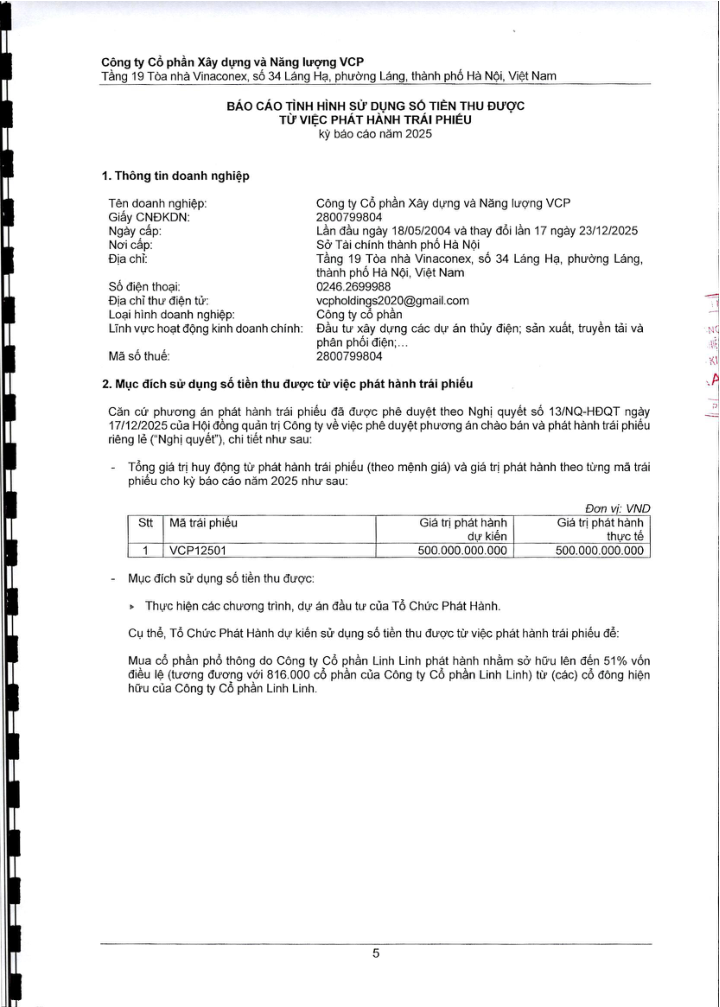 Công ty Cổ phần Xây dựng và Năng lượng VCP
Tầng 19 Tòa nhà Vinaconex, số 34 Láng Hạ, phường Láng, thành phố Hà Nội, Việt Nam
BÁO CÁO TÌNH HÌNH SỬ DỤNG SỐ TIỀN THU ĐƯỢC
TỪ VIỆC PHÁT HÀNH TRÁI PHIẾU
kỳ báo cáo năm 2025
1. Thông tin doanh nghiệp
Tên doanh nghiệp: Công ty Cổ phần Xây dựng và Năng lượng VCP
Giấy CNĐKDN: 2800799804
Ngày cấp: Lần đầu ngày 18/05/2004 và thay đổi lần 17 ngày 23/12/2025
Nơi cấp: Sở Tài chính thành phố Hà Nội
Địa chỉ: Tầng 19 Tòa nhà Vinaconex, số 34 Láng Hạ, phường Láng,
thành phố Hà Nội, Việt Nam
Số điện thoại: 0246.2699988
Địa chỉ thư điện tử: vcpholdings2020@gmail.com
Loại hình doanh nghiệp: Công ty cổ phần
Lĩnh vực hoạt động kinh doanh chính: Đầu tư xây dựng các dự án thủy điện; sản xuất, truyền tải và
phân phối điện;...
Mã số thuế: 2800799804
2. Mục đích sử dụng số tiền thu được từ việc phát hành trái phiếu
Căn cứ phương án phát hành trái phiếu đã được phê duyệt theo Nghị quyết số 13/NQ-HĐQT ngày
17/12/2025 của Hội đồng quản trị Công ty về việc phê duyệt phương án chào bán và phát hành trái phiếu
riêng lẻ ("Nghị quyết"), chi tiết như sau:
- Tổng giá trị huy động từ phát hành trái phiếu (theo mệnh giá) và giá trị phát hành theo từng mã trái
phiếu cho kỳ báo cáo năm 2025 như sau:
Đơn vị: VND
Stt Mã trái phiếu Giá trị phát hành Giá trị phát hành
dự kiến thực tế
1 VCP12501 500.000.000.000 500.000.000.000
- Mục đích sử dụng số tiền thu được:
▸ Thực hiện các chương trình, dự án đầu tư của Tổ Chức Phát Hành.
Cụ thể, Tổ Chức Phát Hành dự kiến sử dụng số tiền thu được từ việc phát hành trái phiếu để:
Mua cổ phần phổ thông do Công ty Cổ phần Linh Linh phát hành nhằm sở hữu lên đến 51% vốn
điều lệ (tương đương với 816.000 cổ phần của Công ty Cổ phần Linh Linh) từ (các) cổ đông hiện
hữu của Công ty Cổ phần Linh Linh.
5